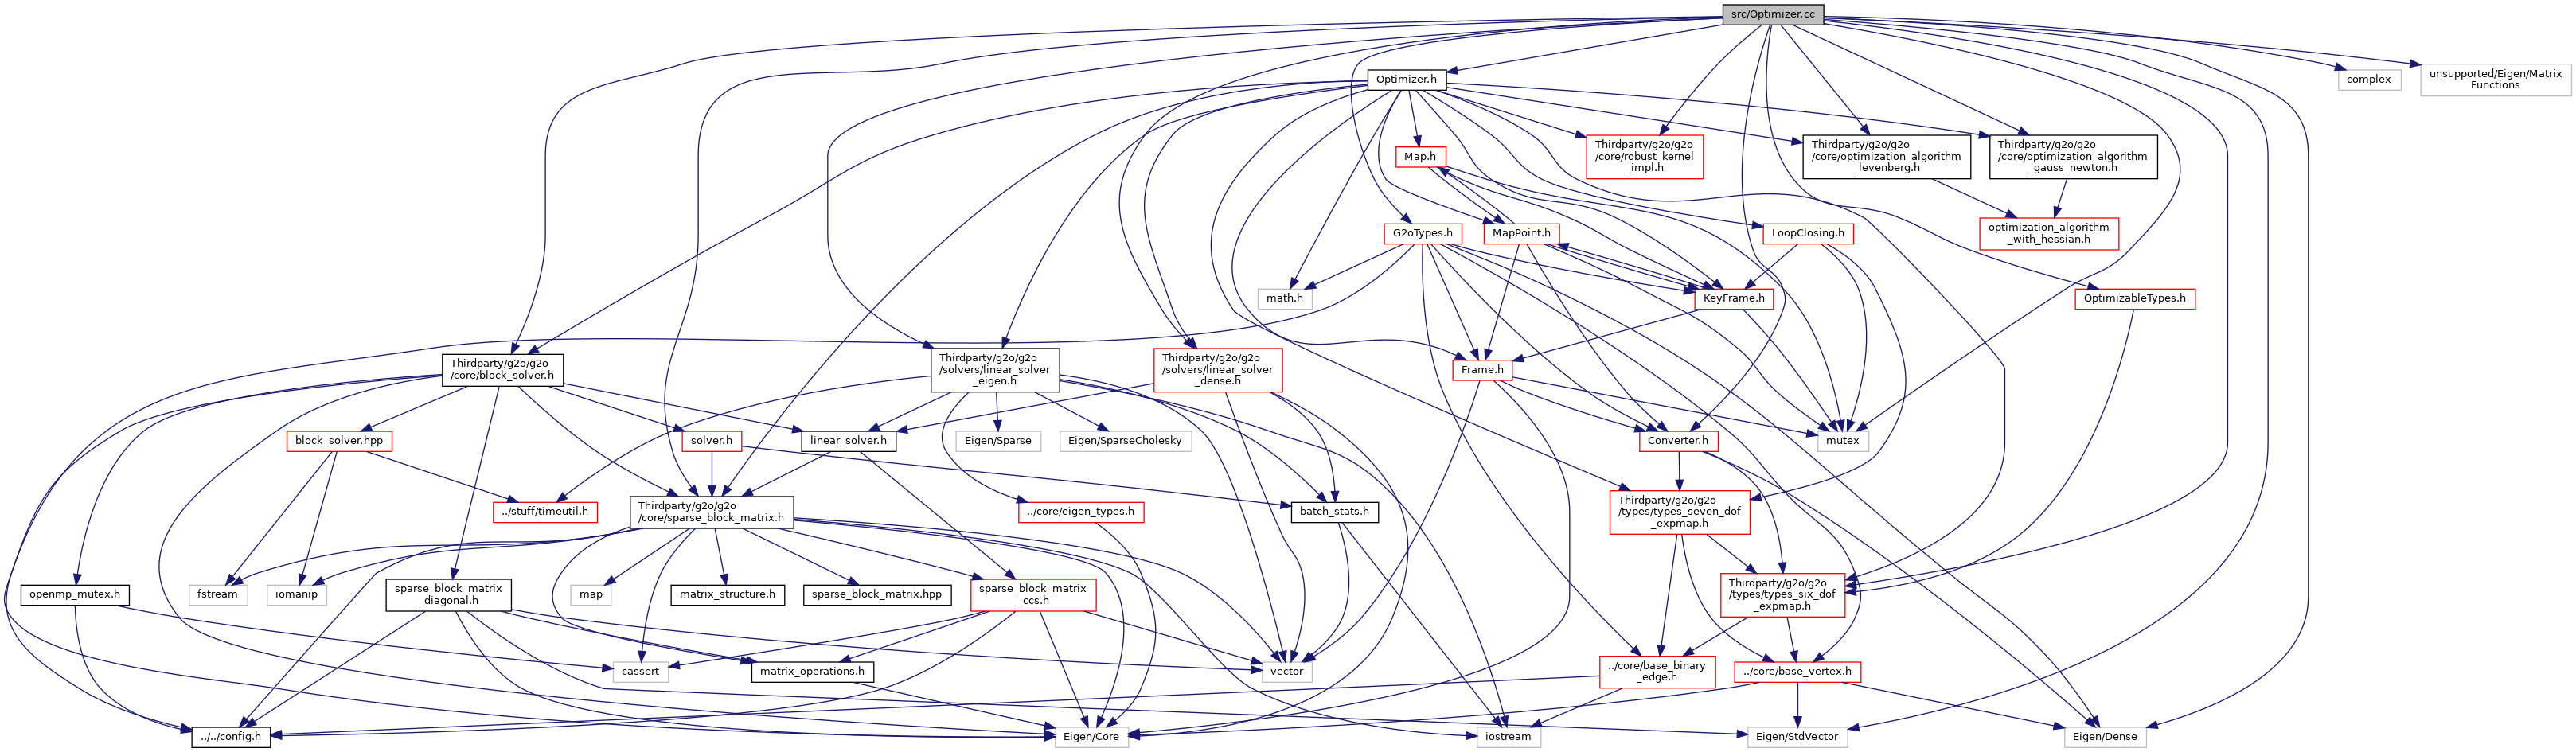 src/Optimizer.cc
Optimizer.h
complex
unsupported/Eigen/Matrix
Functions
Map.h
Thirdparty/g2o/g2o
/core/robust_kernel
_impl.h
Thirdparty/g2o/g2o
/core/optimization_algorithm
_levenberg.h
Thirdparty/g2o/g2o
/core/optimization_algorithm
_gauss_newton.h
G2oTypes.h
MapPoint.h
LoopClosing.h
optimization_algorithm
_with_hessian.h
math.h
KeyFrame.h
OptimizableTypes.h
Thirdparty/g2o/g2o
/core/block_solver.h
Thirdparty/g2o/g2o
/solvers/linear_solver
_eigen.h
Thirdparty/g2o/g2o
/solvers/linear_solver
_dense.h
Frame.h
block_solver.hpp
solver.h
linear_solver.h
Eigen/Sparse
Eigen/SparseCholesky
Converter.h
mutex
../stuff/timeutil.h
Thirdparty/g2o/g2o
/core/sparse_block_matrix.h
../core/eigen_types.h
batch_stats.h
Thirdparty/g2o/g2o
/types/types_seven_dof
_expmap.h
openmp_mutex.h
fstream
iomanip
sparse_block_matrix
_diagonal.h
map
matrix_structure.h
sparse_block_matrix.hpp
sparse_block_matrix
_ccs.h
Thirdparty/g2o/g2o
/types/types_six_dof
_expmap.h
cassert
matrix_operations.h
vector
../core/base_binary
_edge.h
../core/base_vertex.h
../../config.h
Eigen/Core
iostream
Eigen/StdVector
Eigen/Dense